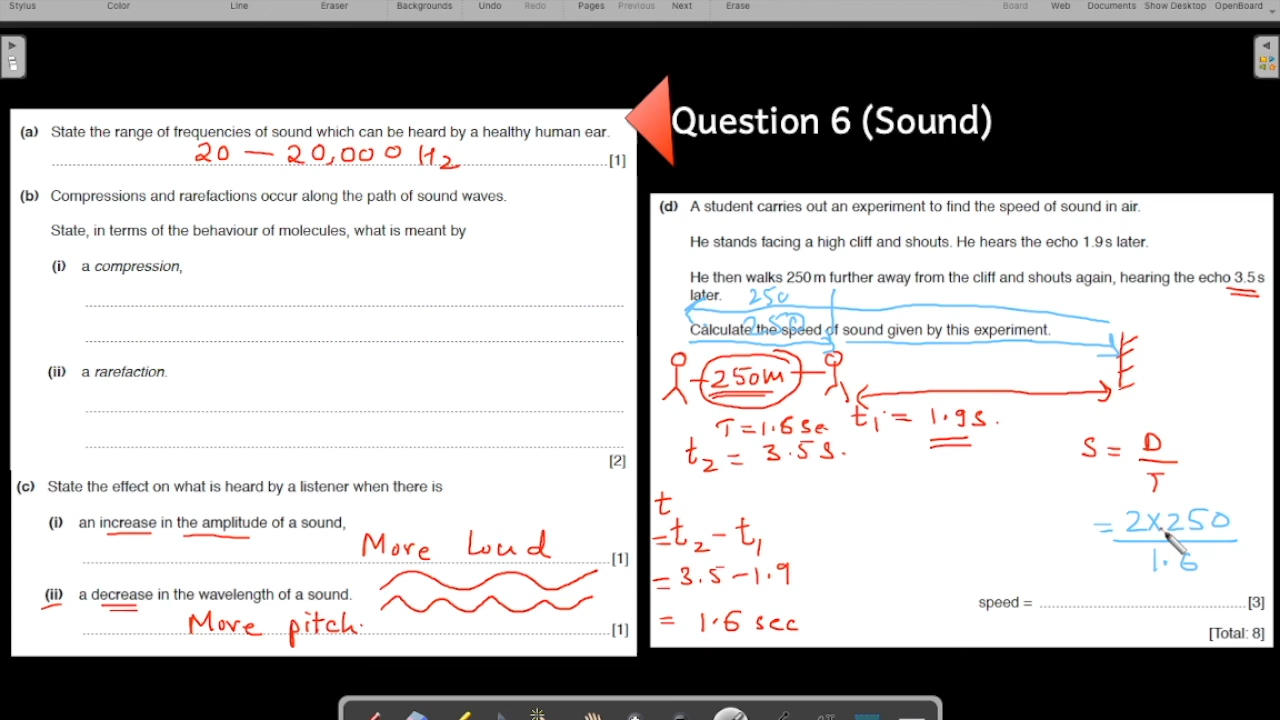 Stylus Color Line Eraser Backgrounds Undo Redo Pages Previous Next Erase Board Web Documents Show Desktop OpenBoard
Question 6 (Sound)
(a) State the range of frequencies of sound which can be heard by a healthy human ear.
20 — 20,000 Hz
[1]
(b) Compressions and rarefactions occur along the path of sound waves.
State, in terms of the behaviour of molecules, what is meant by
(i) a compression,
(ii) a rarefaction.
[2]
(c) State the effect on what is heard by a listener when there is
(i) an increase in the amplitude of a sound,
More Loud
[1]
(ii) a decrease in the wavelength of a sound.
More pitch.
[1]
(d) A student carries out an experiment to find the speed of sound in air.
He stands facing a high cliff and shouts. He hears the echo 1.9 s later.
He then walks 250 m further away from the cliff and shouts again, hearing the echo 3.5 s
later.
250
Calculate the speed of sound given by this experiment.
250
250m
T = 1.6 sec
t1 = 1.9s.
t2 = 3.5s.
S = D
T
t
= t2 - t1
= 2×250
1.6
= 3.5-1.9
= 1.6 sec
speed = [3]
[Total: 8]